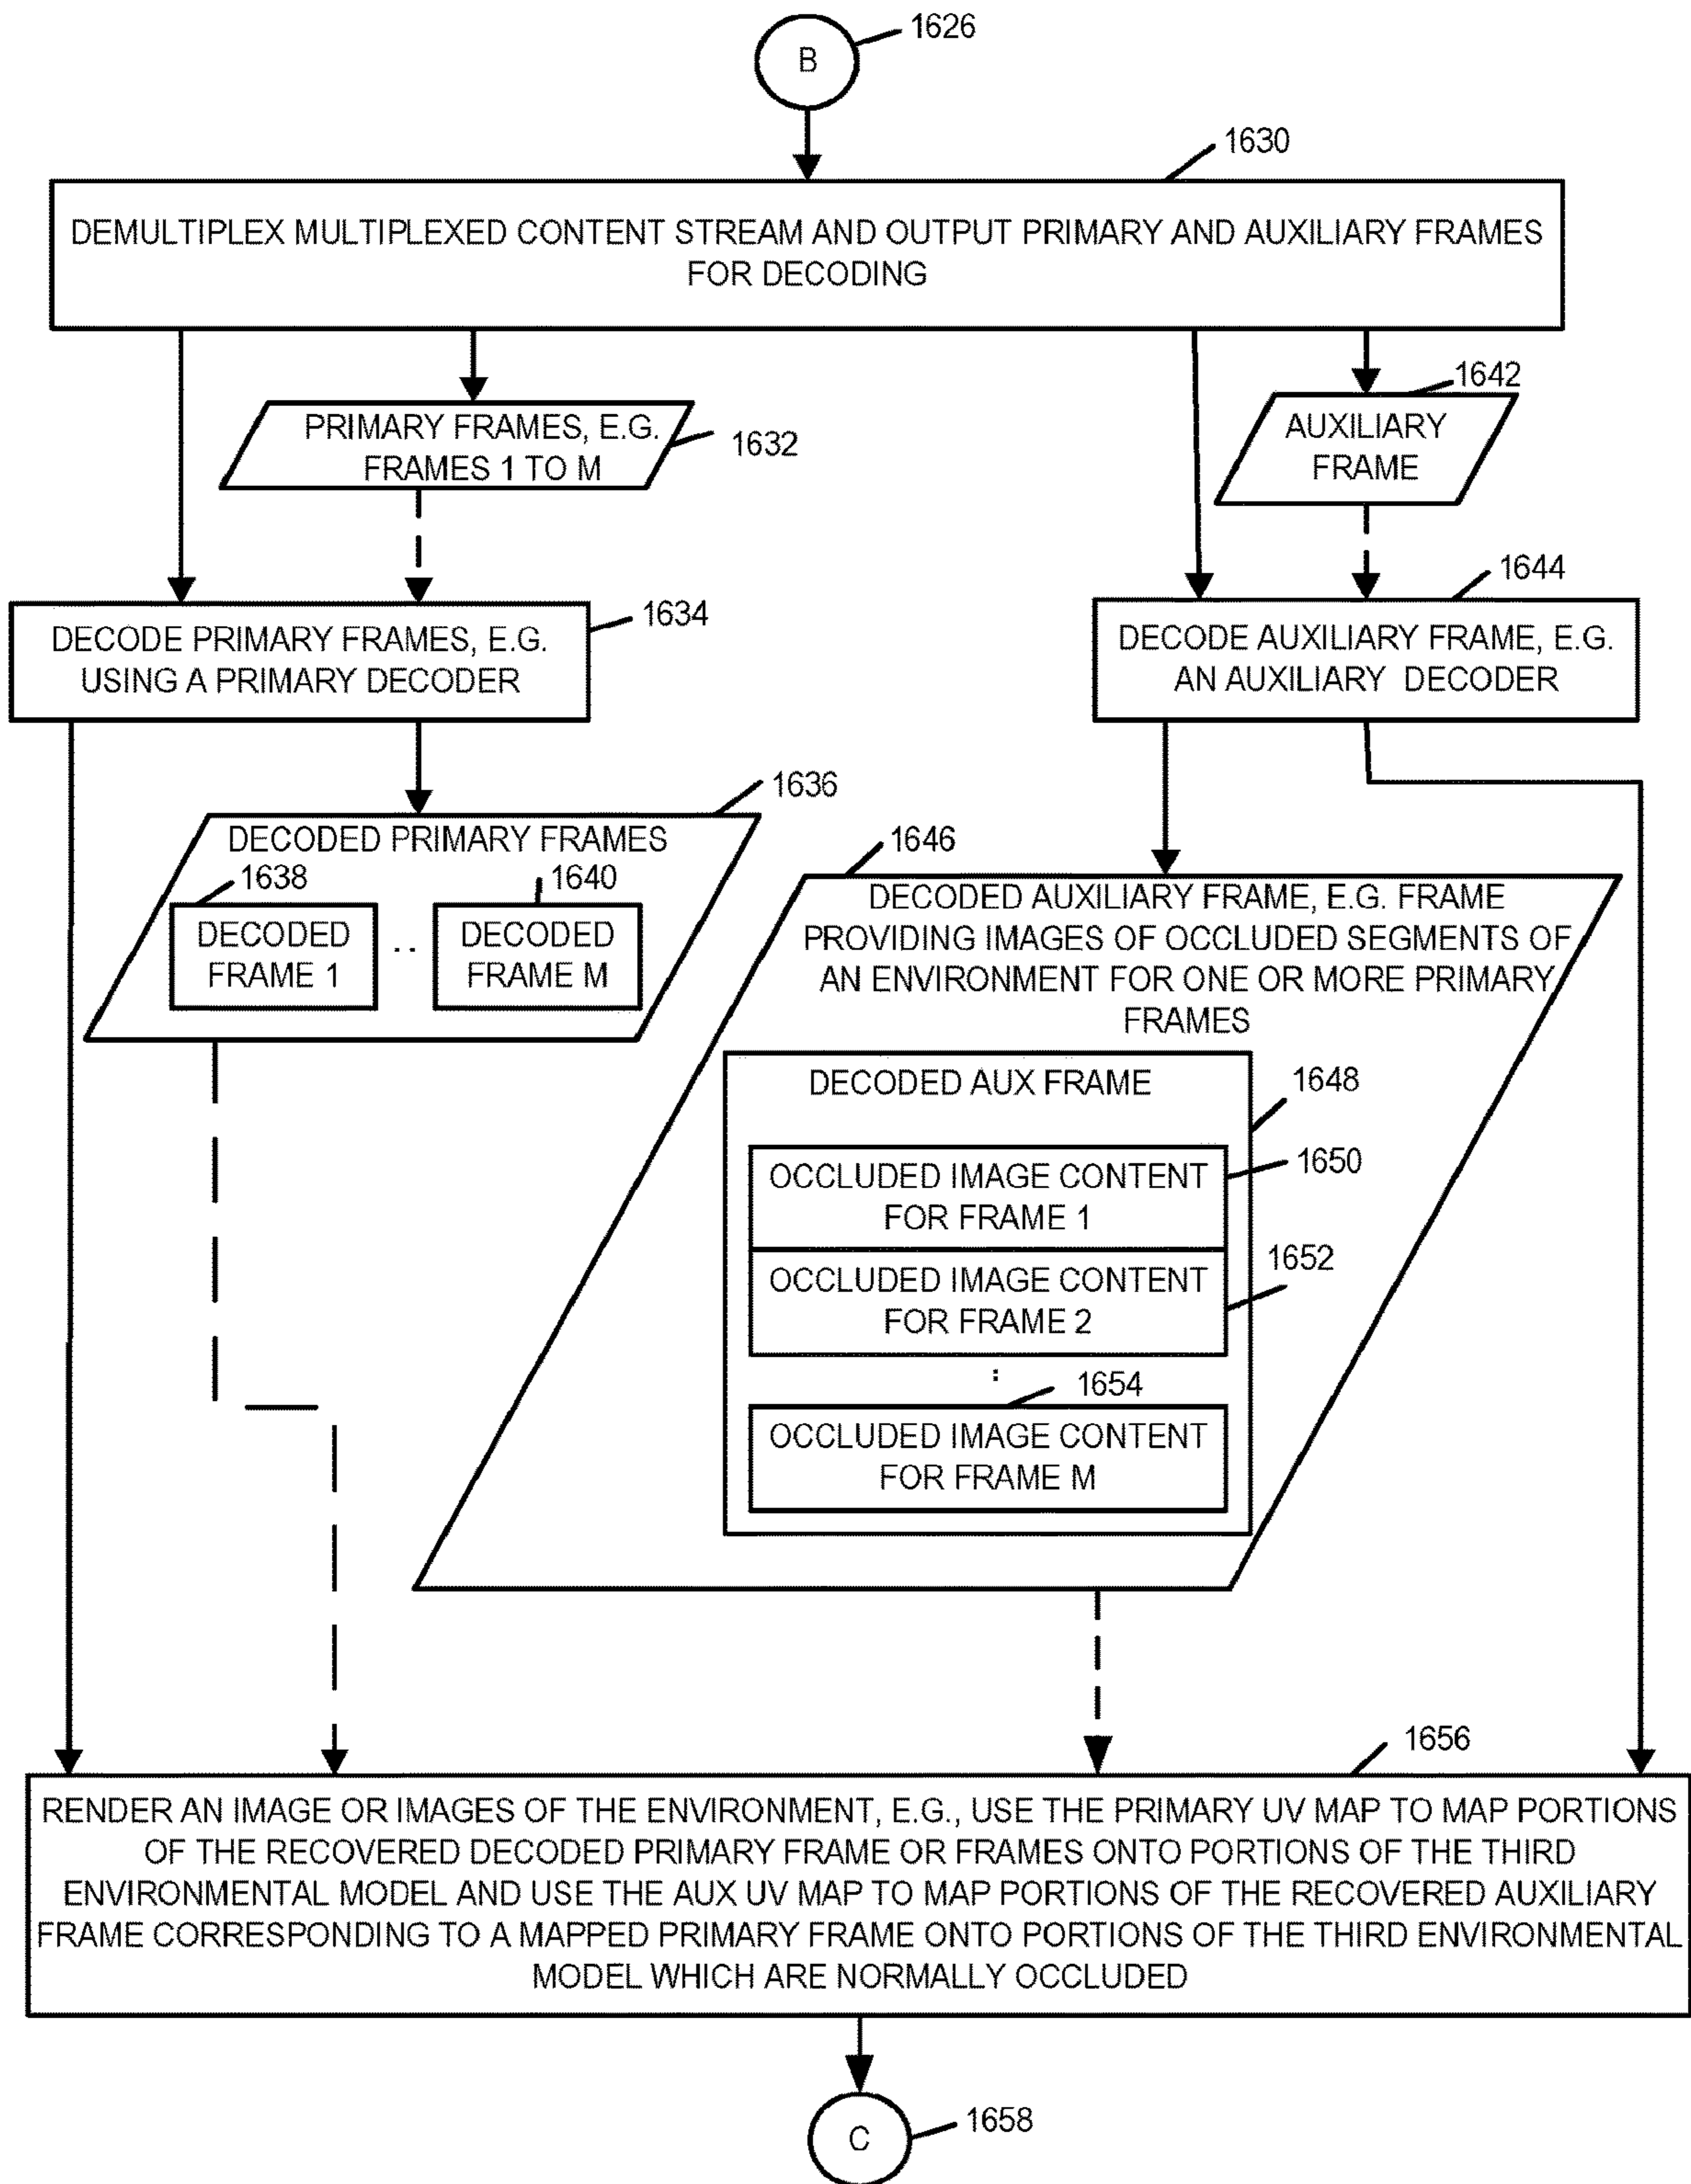 B
1626
1630
DEMULTIPLEX MULTIPLEXED CONTENT STREAM AND OUTPUT PRIMARY AND AUXILIARY FRAMES
FOR DECODING
PRIMARY FRAMES, E.G.
FRAMES 1 TO M
1632
1642
AUXILIARY
FRAME
1634
DECODE PRIMARY FRAMES, E.G.
USING A PRIMARY DECODER
1644
DECODE AUXILIARY FRAME, E.G.
AN AUXILIARY DECODER
1636
DECODED PRIMARY FRAMES
1638
1640
DECODED
FRAME 1
..
DECODED
FRAME M
1646
DECODED AUXILIARY FRAME, E.G. FRAME
PROVIDING IMAGES OF OCCLUDED SEGMENTS OF
AN ENVIRONMENT FOR ONE OR MORE PRIMARY
FRAMES
DECODED AUX FRAME
1648
OCCLUDED IMAGE CONTENT
FOR FRAME 1
1650
OCCLUDED IMAGE CONTENT
FOR FRAME 2
1652
:
1654
OCCLUDED IMAGE CONTENT
FOR FRAME M
1656
RENDER AN IMAGE OR IMAGES OF THE ENVIRONMENT, E.G., USE THE PRIMARY UV MAP TO MAP PORTIONS
OF THE RECOVERED DECODED PRIMARY FRAME OR FRAMES ONTO PORTIONS OF THE THIRD
ENVIRONMENTAL MODEL AND USE THE AUX UV MAP TO MAP PORTIONS OF THE RECOVERED AUXILIARY
FRAME CORRESPONDING TO A MAPPED PRIMARY FRAME ONTO PORTIONS OF THE THIRD ENVIRONMENTAL
MODEL WHICH ARE NORMALLY OCCLUDED
C
1658